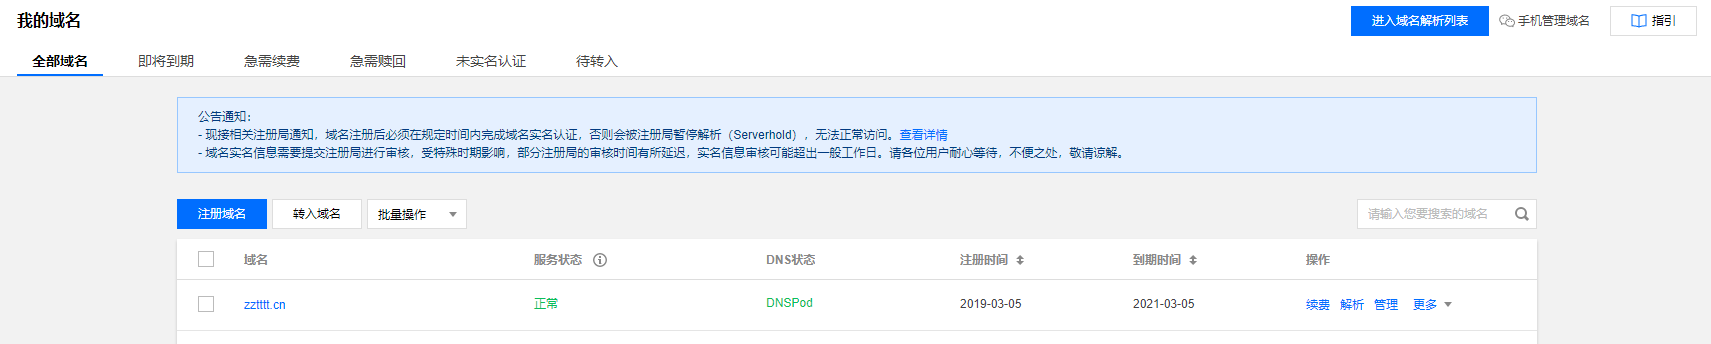 我的域名
进入域名解析列表
手机管理域名
指引
全部域名 即将到期 急需续费 急需赎回 未实名认证 待转入
公告通知：
- 现接相关注册局通知，域名注册后必须在规定时间内完成域名实名认证，否则会被注册局暂停解析（Serverhold），无法正常访问。查看详情
- 域名实名信息需要提交注册局进行审核，受特殊时期影响，部分注册局的审核时间有所延迟，实名信息审核可能超出一般工作日。请各位用户耐心等待，不便之处，敬请谅解。
注册域名 转入域名 批量操作 请输入您要搜索的域名
域名 服务状态 DNS状态 注册时间 到期时间 操作
zztttt.cn 正常 DNSPod 2019-03-05 2021-03-05 续费 解析 管理 更多